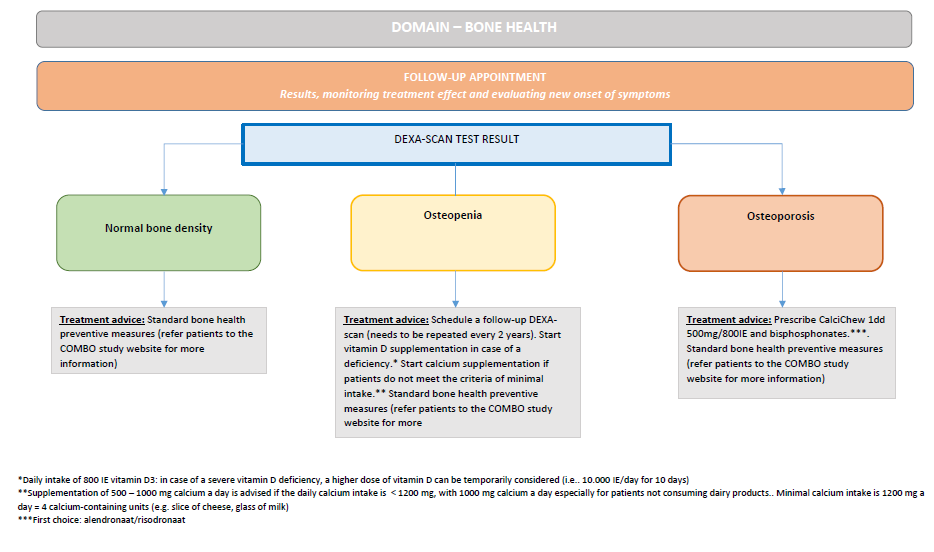 DOMAIN – BONE HEALTH
FOLLOW-UP APPOINTMENT
Results, monitoring treatment effect and evaluating new onset of symptoms
DEXA-SCAN TEST RESULT
Normal bone density
Osteopenia
Osteoporosis
Treatment advice: Standard bone health
preventive measures (refer patients to the
COMBO study website for more
information)
Treatment advice: Schedule a follow-up DEXA-
scan (needs to be repeated every 2 years). Start
vitamin D supplementation in case of a
deficiency.* Start calcium supplementation if
patients do not meet the criteria of minimal
intake.** Standard bone health preventive
measures (refer patients to the COMBO study
website for more
Treatment advice: Prescribe CalciChew 1dd
500mg/800IE and bisphosphonates.***.
Standard bone health preventive measures
(refer patients to the COMBO study
website for more information)
*Daily intake of 800 IE vitamin D3: in case of a severe vitamin D deficiency, a higher dose of vitamin D can be temporarily considered (i.e.. 10.000 IE/day for 10 days)
**Supplementation of 500 – 1000 mg calcium a day is advised if the daily calcium intake is < 1200 mg, with 1000 mg calcium a day especially for patients not consuming dairy products.. Minimal calcium intake is 1200 mg a
day = 4 calcium-containing units (e.g. slice of cheese, glass of milk)
***First choice: alendronaat/risodronaat